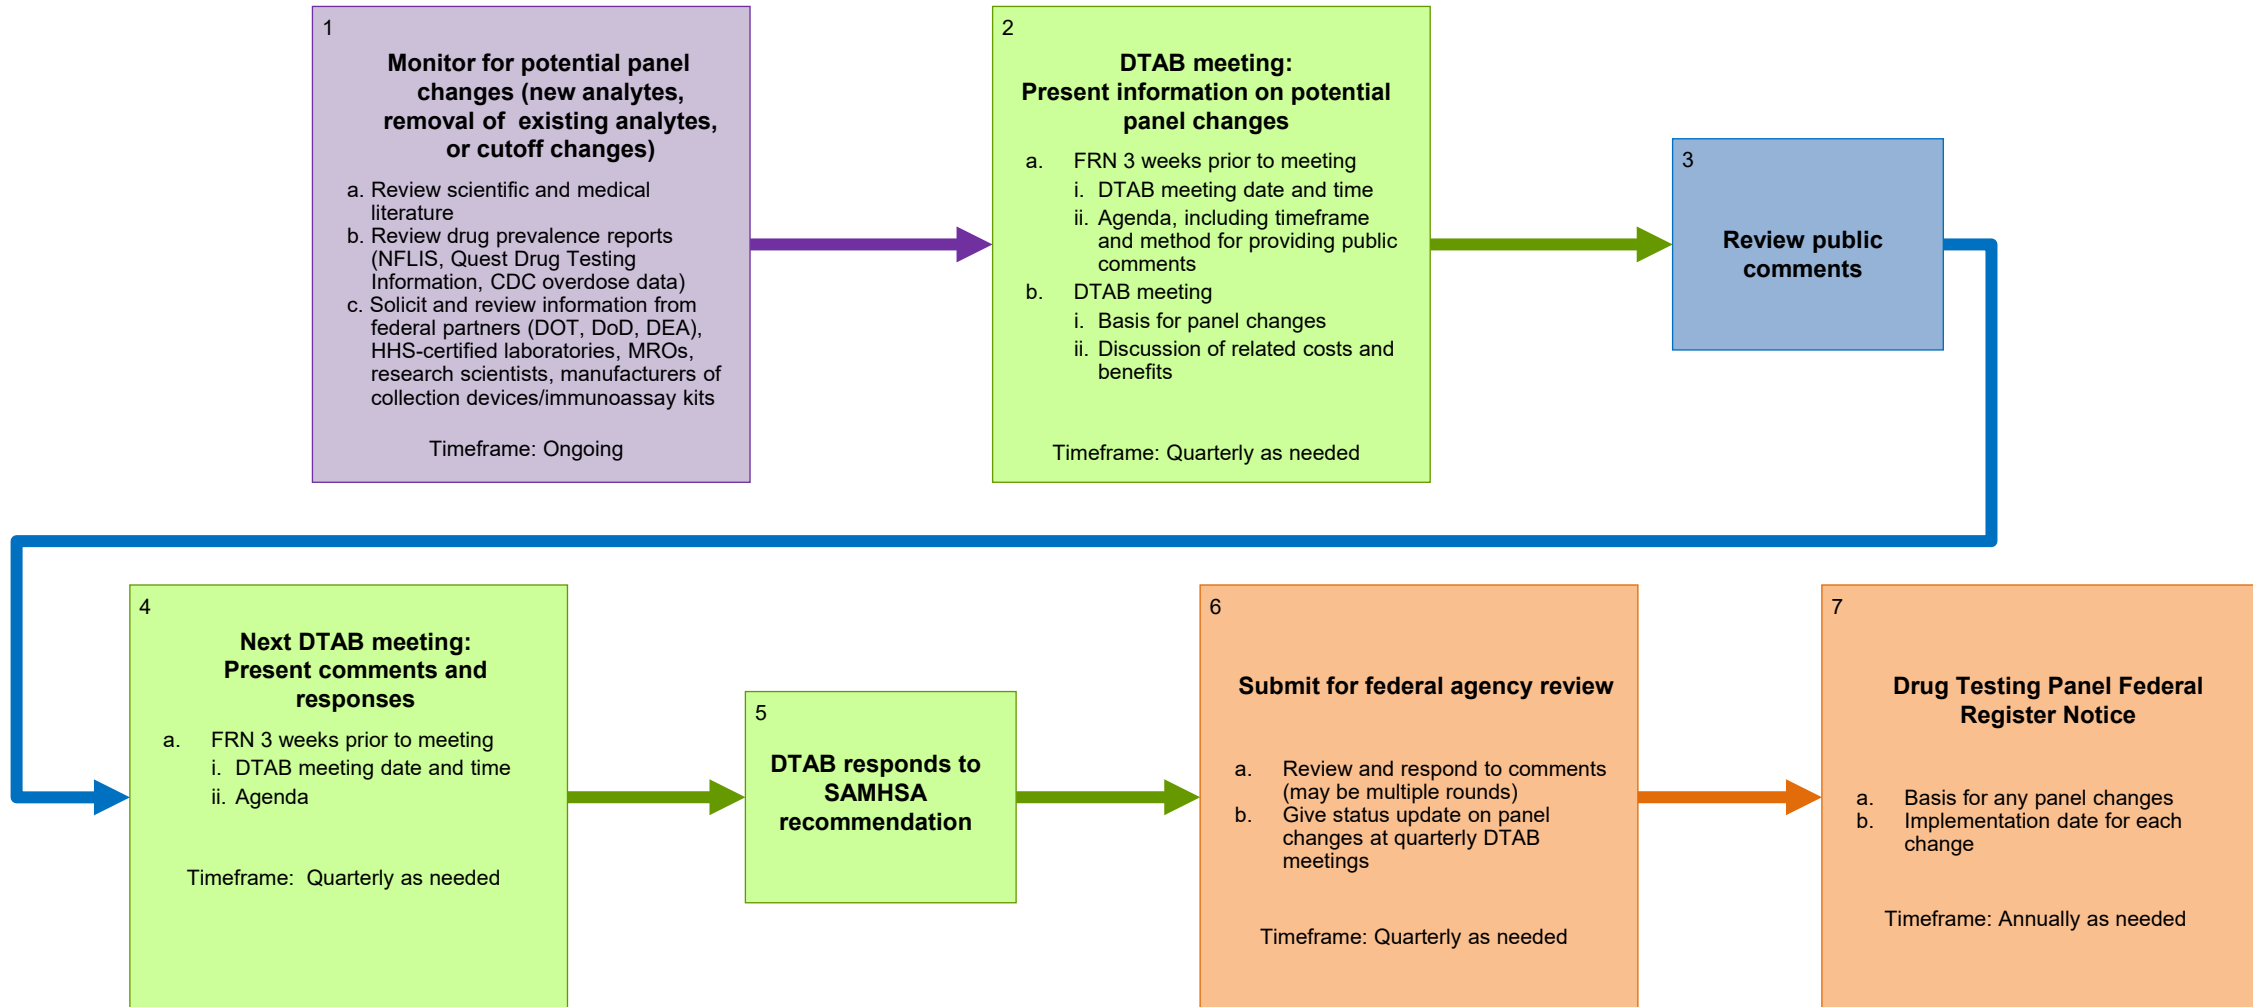 1
Monitor for potential panel
changes (new analytes,
removal of existing analytes,
or cutoff changes)
a. Review scientific and medical
literature
b. Review drug prevalence reports
(NFLIS, Quest Drug Testing
Information, CDC overdose data)
c. Solicit and review information from
federal partners (DOT, DoD, DEA),
HHS-certified laboratories, MROs,
research scientists, manufacturers of
collection devices/immunoassay kits
Timeframe: Ongoing
2
DTAB meeting:
Present information on potential
panel changes
a. FRN 3 weeks prior to meeting
i. DTAB meeting date and time
ii. Agenda, including timeframe
and method for providing public
comments
b. DTAB meeting
i. Basis for panel changes
ii. Discussion of related costs and
benefits
Timeframe: Quarterly as needed
3
Review public
comments
4
Next DTAB meeting:
Present comments and
responses
a. FRN 3 weeks prior to meeting
i. DTAB meeting date and time
ii. Agenda
Timeframe: Quarterly as needed
5
DTAB responds to
SAMHSA
recommendation
6
Submit for federal agency review
a. Review and respond to comments
(may be multiple rounds)
b. Give status update on panel
changes at quarterly DTAB
meetings
Timeframe: Quarterly as needed
7
Drug Testing Panel Federal
Register Notice
a. Basis for any panel changes
b. Implementation date for each
change
Timeframe: Annually as needed